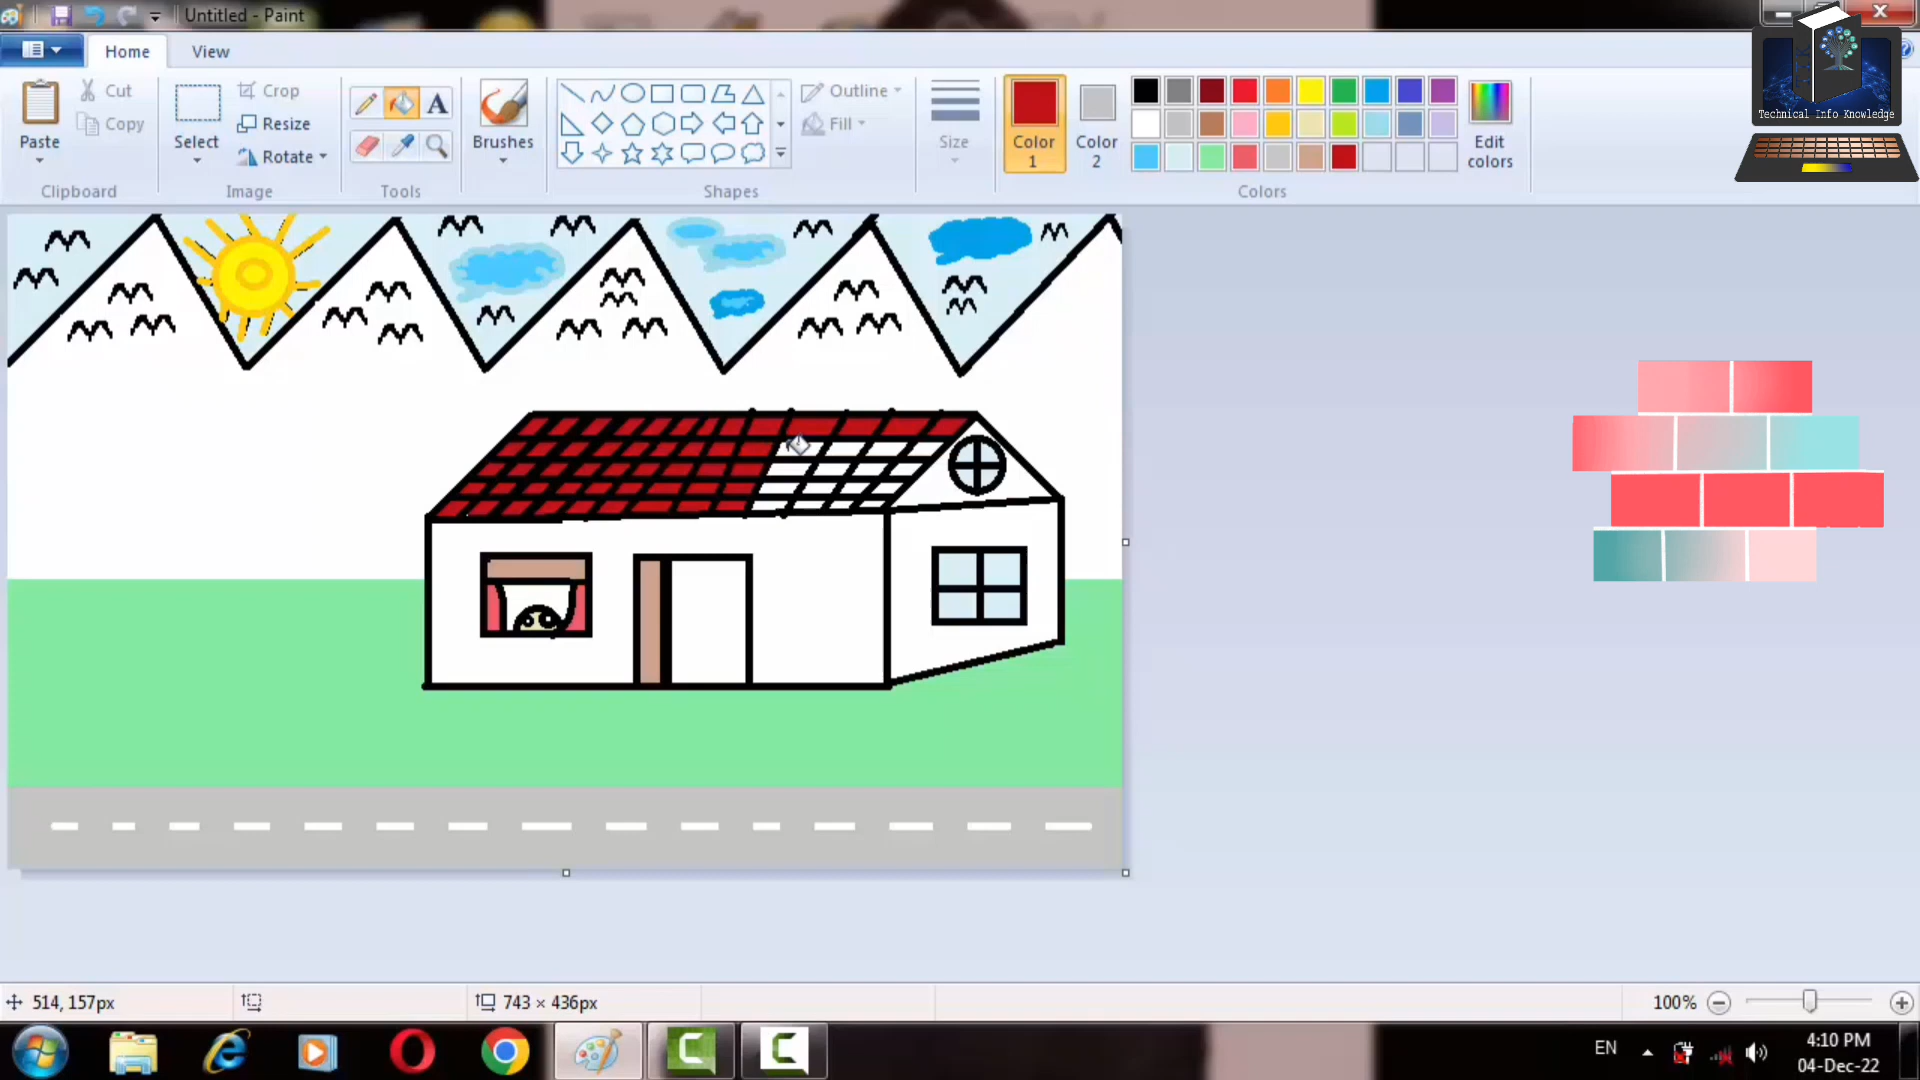 Untitled - Paint
Home
View
Paste
Cut
Copy
Clipboard
Select
Crop
Resize
Rotate
Image
A
Tools
Brushes
Outline
Fill
Shapes
Size
Color
1
Color
2
Edit
colors
Colors
Technical Info Knowledge
514, 157px
743 × 436px
100%
EN
4:10 PM
04-Dec-22